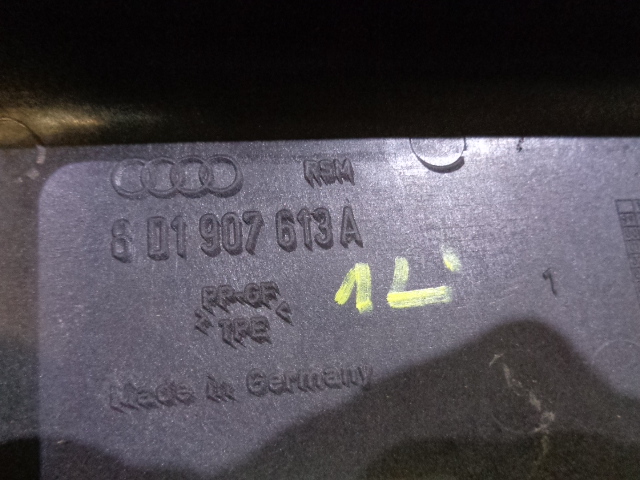 RSM
8D1 907 613 A
1L
PP-GF
TPE
Made in Germany
1